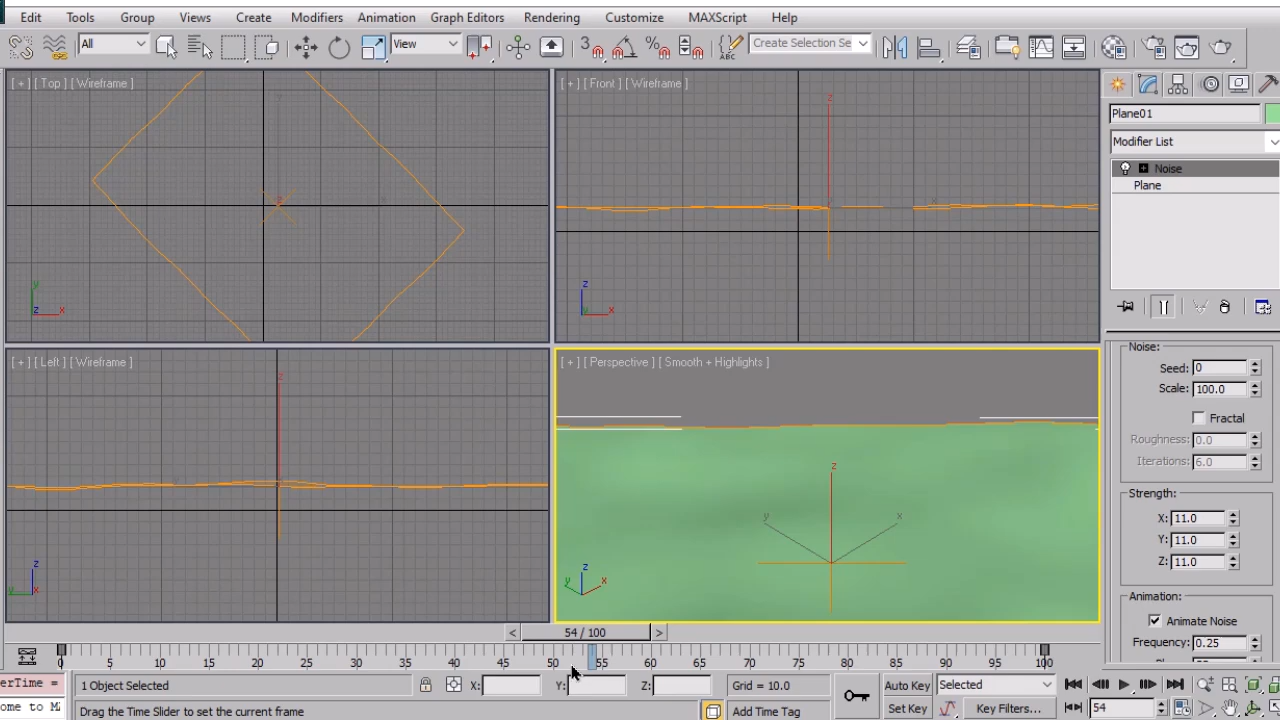 Edit Tools Group Views Create Modifiers Animation Graph Editors Rendering Customize MAXScript Help
All View 3 Create Selection Se
[ + ] [ Top ] [ Wireframe ]
[ + ] [ Front ] [ Wireframe ]
Plane01
Modifier List
Noise
Plane
z
y
z x
z
y x
[ + ] [ Left ] [ Wireframe ]
[ + ] [ Perspective ] [ Smooth + Highlights ]
z
z
y x
z
y x
z
y x
Noise:
Seed: 0
Scale: 100.0
Fractal
Roughness: 0.0
Iterations: 6.0
Strength:
X: 11.0
Y: 11.0
Z: 11.0
Animation:
Animate Noise
Frequency: 0.25
< 54 / 100 >
0 5 10 15 20 25 30 35 40 45 50 55 60 65 70 75 80 85 90 95 100
erTime = 1 Object Selected X: Y: Z: Grid = 10.0 Auto Key Selected
Drag the Time Slider to set the current frame Add Time Tag Set Key Key Filters... 54